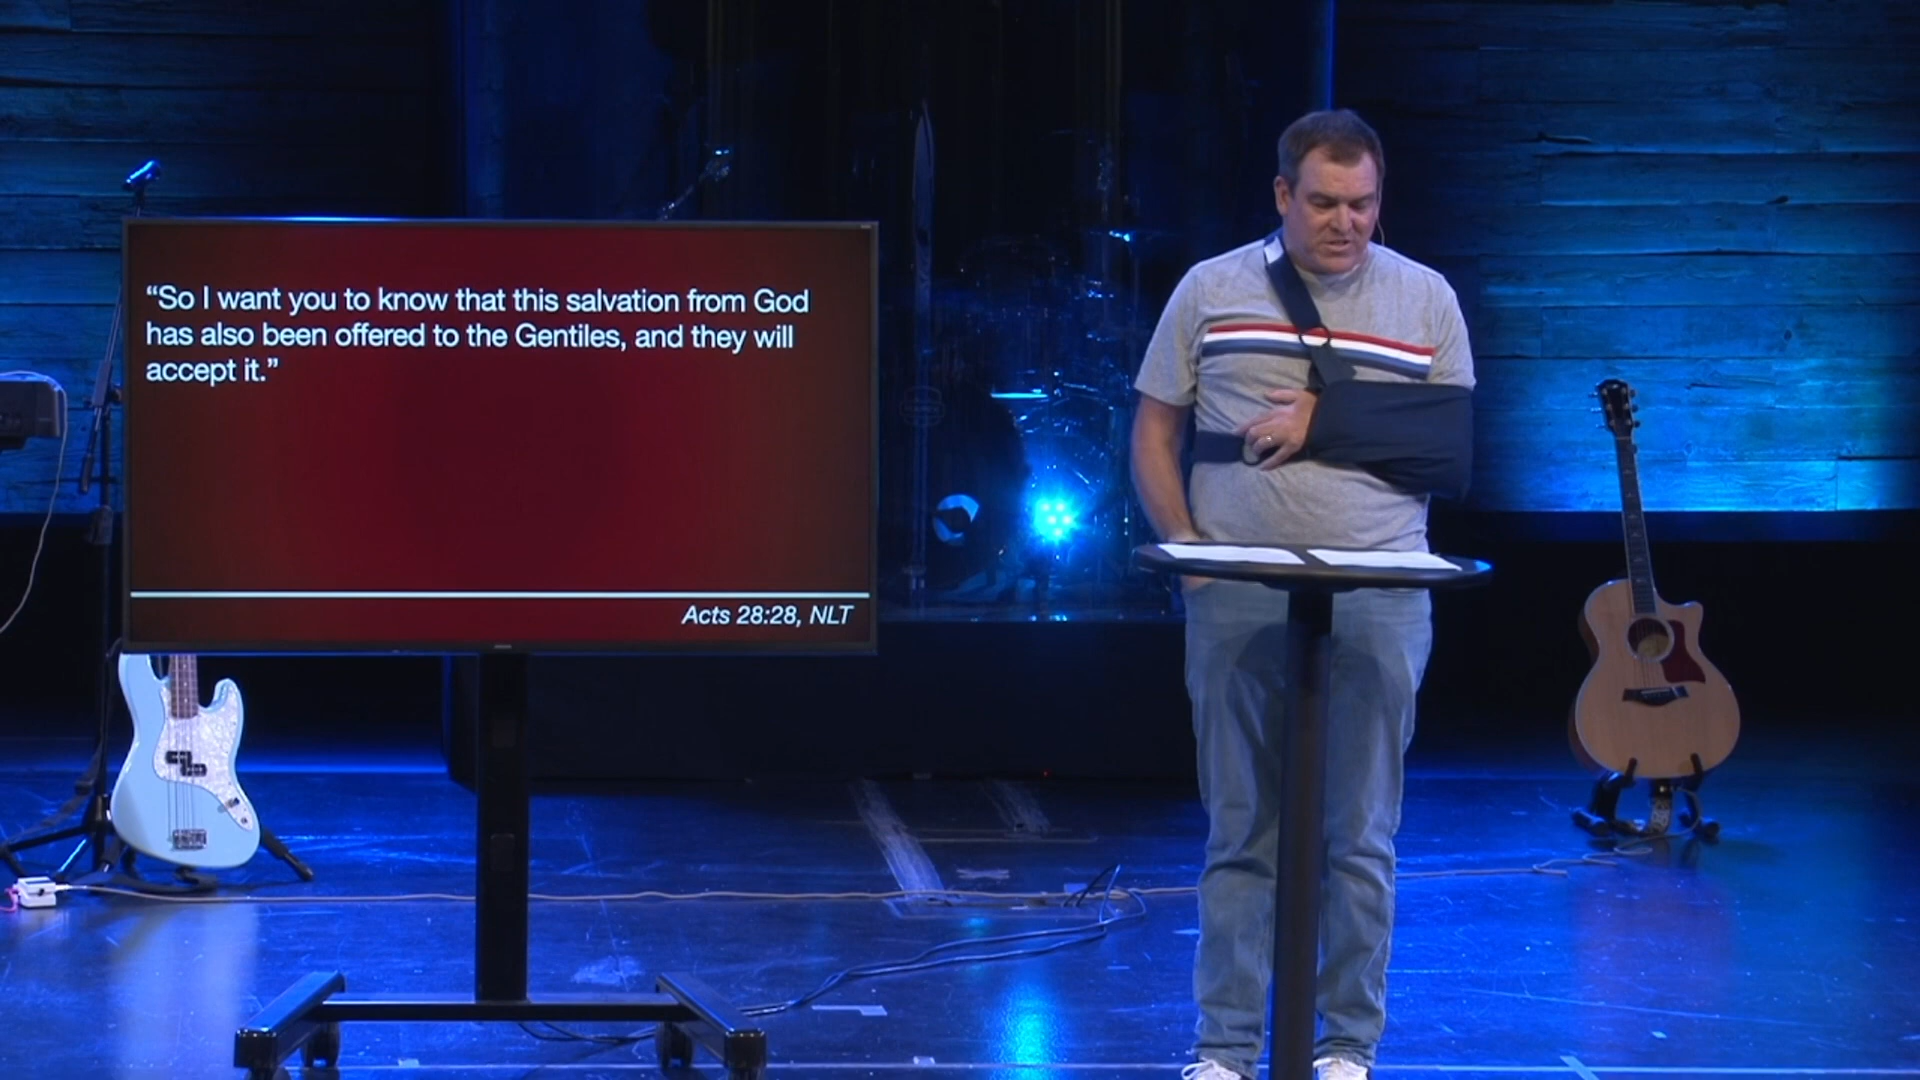 “So I want you to know that this salvation from God
has also been offered to the Gentiles, and they will
accept it.”
Acts 28:28, NLT